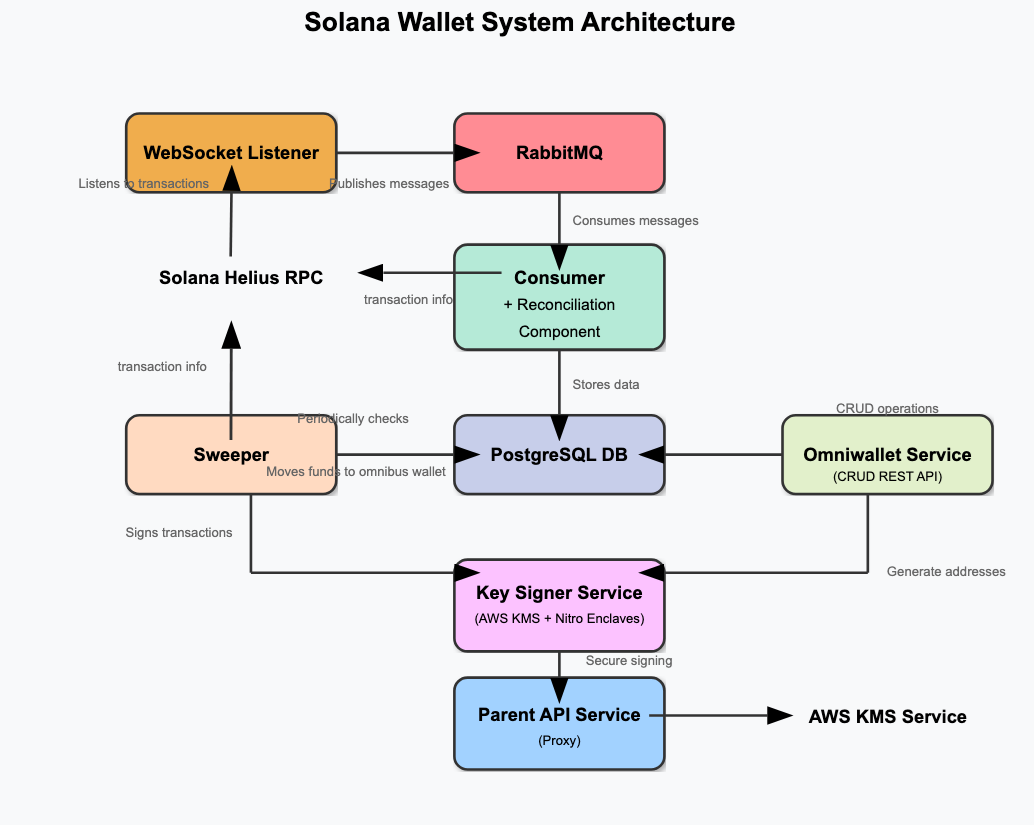 Solana Wallet System Architecture
WebSocket Listener
RabbitMQ
Listens to transactions
Publishes messages
Consumes messages
Solana Helius RPC
Consumer
+ Reconciliation
Component
transaction info
transaction info
Stores data
Periodically checks
CRUD operations
Sweeper
PostgreSQL DB
Omniwallet Service
(CRUD REST API)
Moves funds to omnibus wallet
Signs transactions
Generate addresses
Key Signer Service
(AWS KMS + Nitro Enclaves)
Secure signing
Parent API Service
(Proxy)
AWS KMS Service